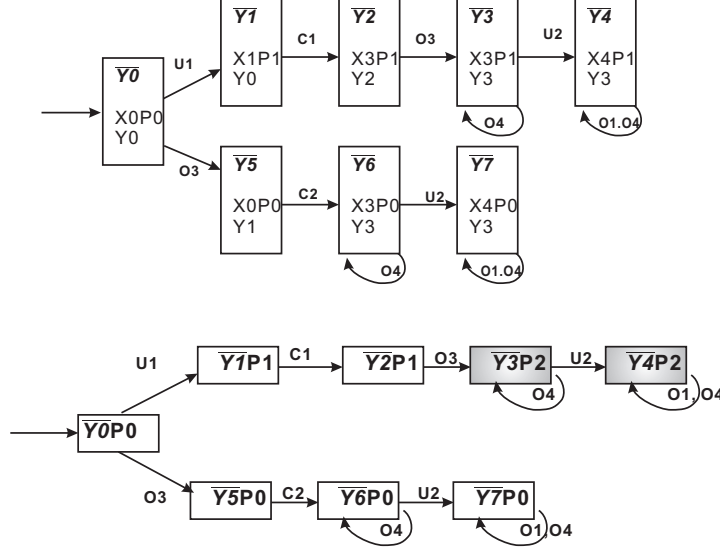 Y1
Y2
Y3
Y4
U1
X1P1
Y0
C1
X3P1
Y2
O3
X3P1
Y3
U2
X4P1
Y3
O4
O1.O4
Y0
X0P0
Y0
O3
Y5
Y6
Y7
X0P0
Y1
C2
X3P0
Y3
U2
X4P0
Y3
O4
O1.O4
U1
Y1P1
C1
Y2P1
O3
Y3P2
U2
Y4P2
O4
O1,O4
Y0P0
O3
Y5P0
C2
Y6P0
U2
Y7P0
O4
O1,O4